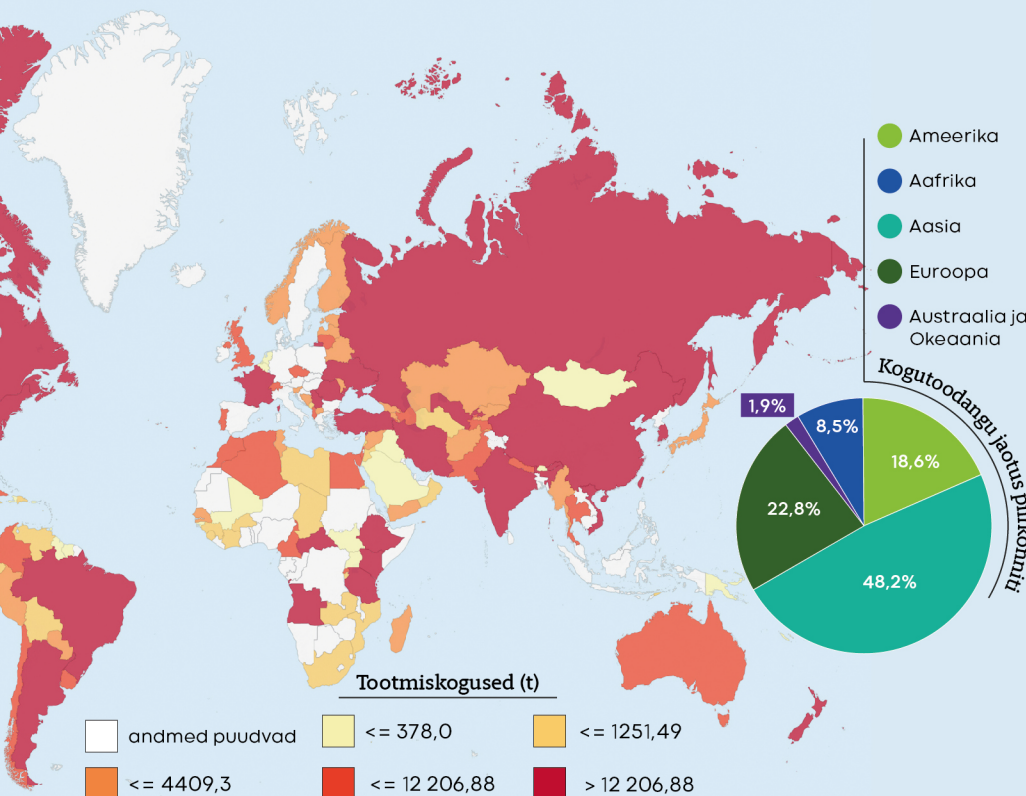 Ameerika
Aafrika
Aasia
Euroopa
Austraalia ja
Okeaania
Kogutoodangu jaotus piirkonniti
1,9%
8,5%
18,6%
22,8%
48,2%
Tootmiskogused (t)
andmed puudvad
<= 378,0
<= 1251,49
<= 4409,3
<= 12 206,88
> 12 206,88